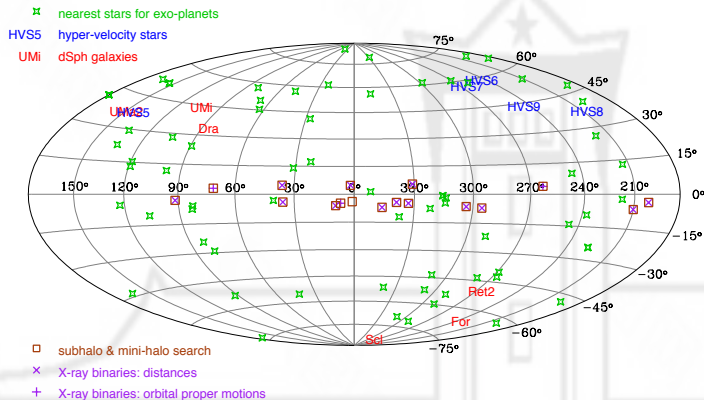 nearest stars for exo-planets
HVS5 hyper-velocity stars
UMi dSph galaxies
75°
60°
45°
30°
15°
0°
-15°
-30°
-45°
-60°
-75°
HVS6
HVS7
HVS9
HVS8
HVS5
UMi
Dra
150° 120° 90° 60° 30° 0° 330° 300° 270° 240° 210°
Ret2
For
Scl
subhalo & mini-halo search
X-ray binaries: distances
X-ray binaries: orbital proper motions